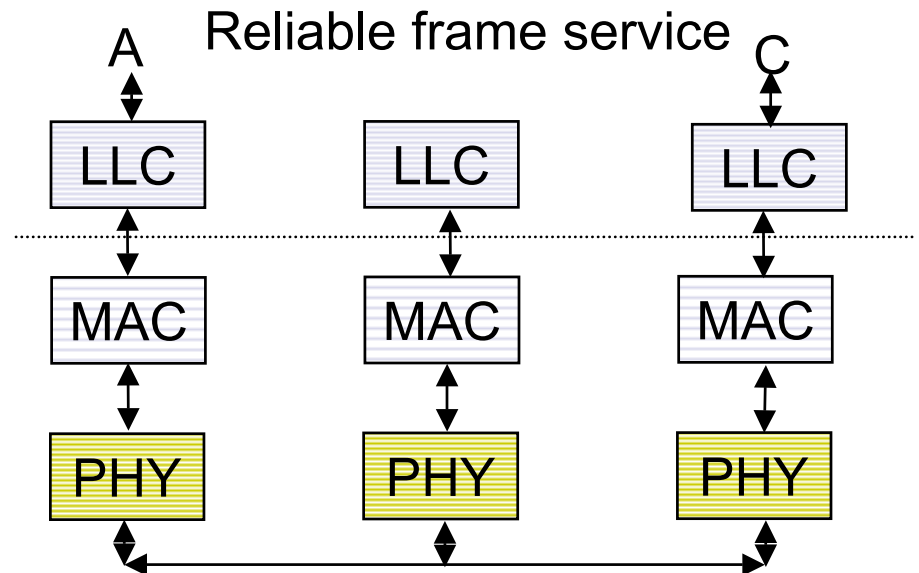 Reliable frame service
A C
LLC LLC LLC
MAC MAC MAC
PHY PHY PHY